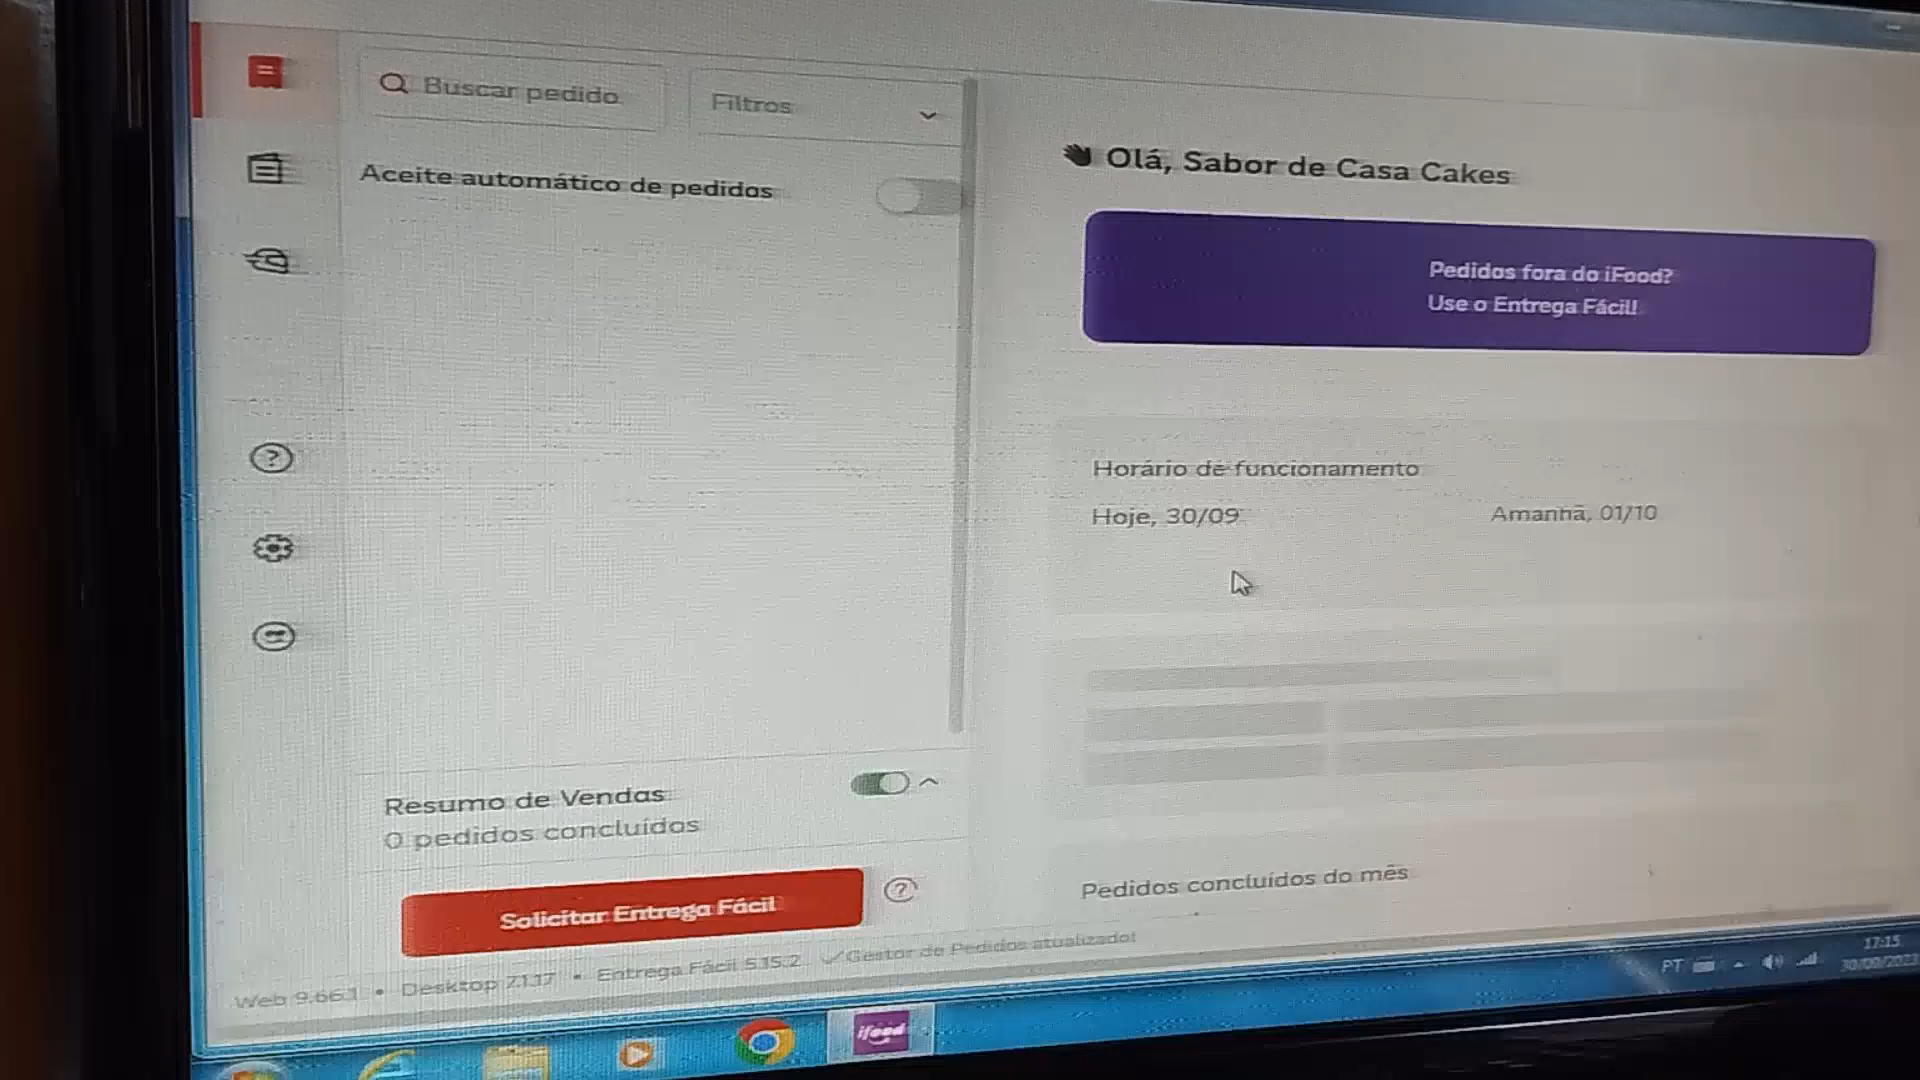 Buscar pedido
Filtros
Aceite automático de pedidos
Resumo de Vendas
0 pedidos concluídos
Solicitar Entrega Fácil
Web 9.66.1 • Desktop 7.1.17 • Entrega Fácil 5.15.2 Gestor de Pedidos atualizado!
Olá, Sabor de Casa Cakes
Pedidos fora do iFood?
Use o Entrega Fácil!
Horário de funcionamento
Hoje, 30/09
Amanhã, 01/10
Pedidos concluídos do mês
PT
17:15
30/09/2023
ifood